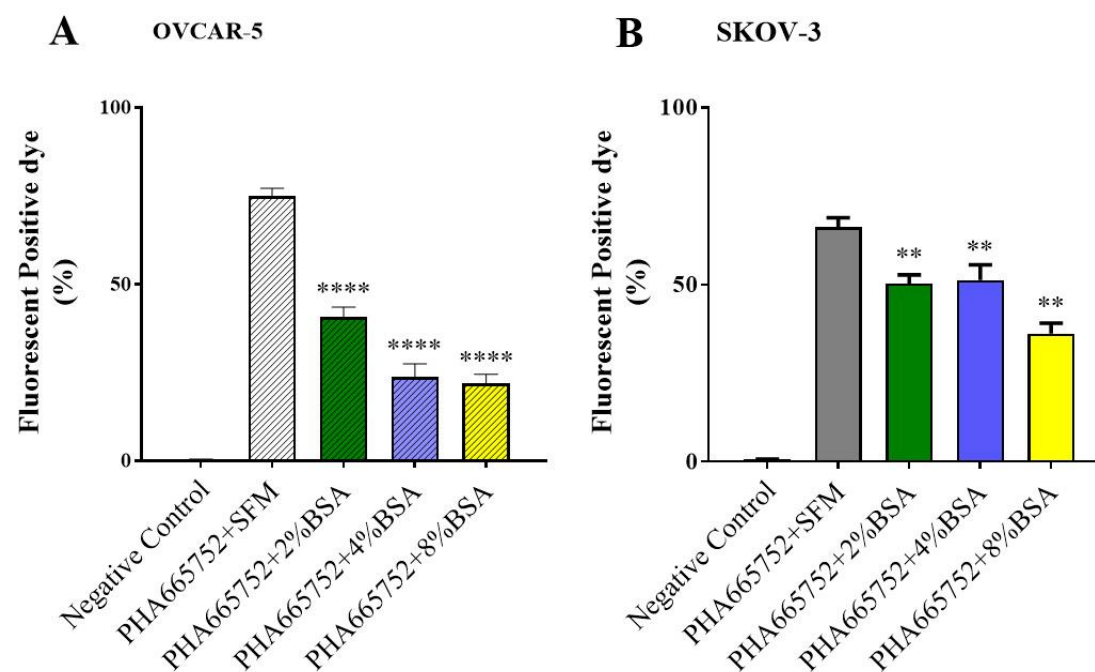 A OVCAR-5
Fluorescent Positive dye
(%)
100
50
0
****
****
****
Negative Control
PHA665752+SFM
PHA665752+2%BSA
PHA665752+4%BSA
PHA665752+8%BSA
B SKOV-3
Fluorescent Positive dye
(%)
100
50
0
**
**
**
Negative Control
PHA665752+SFM
PHA665752+2%BSA
PHA665752+4%BSA
PHA665752+8%BSA